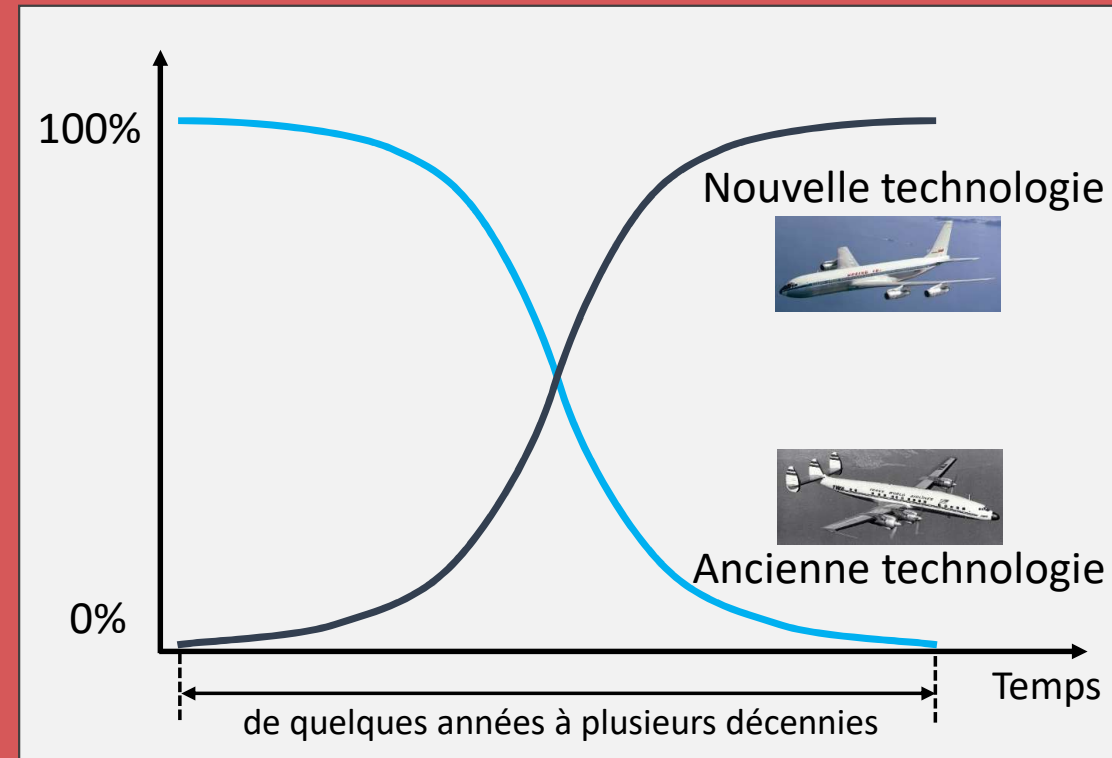 100%
Nouvelle technologie
Ancienne technologie
0%
Temps
de quelques années à plusieurs décennies